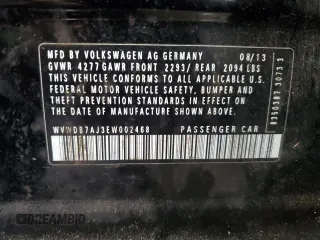 MFD BY VOLKSWAGEN AG GERMANY 08/13
GVWR 4277 GAWR FRONT 2293/ REAR 2094 LBS
THIS VEHICLE CONFORMS TO ALL APPLICABLE U.S.
FEDERAL MOTOR VEHICLE SAFETY, BUMPER, AND
THEFT PREVENTION STANDARDS IN EFFECT ON THE
DATE OF MANUFACTURE SHOWN ABOVE.
WVWDB7AJ3EW002468 PASSENGER CAR
DREAMBID